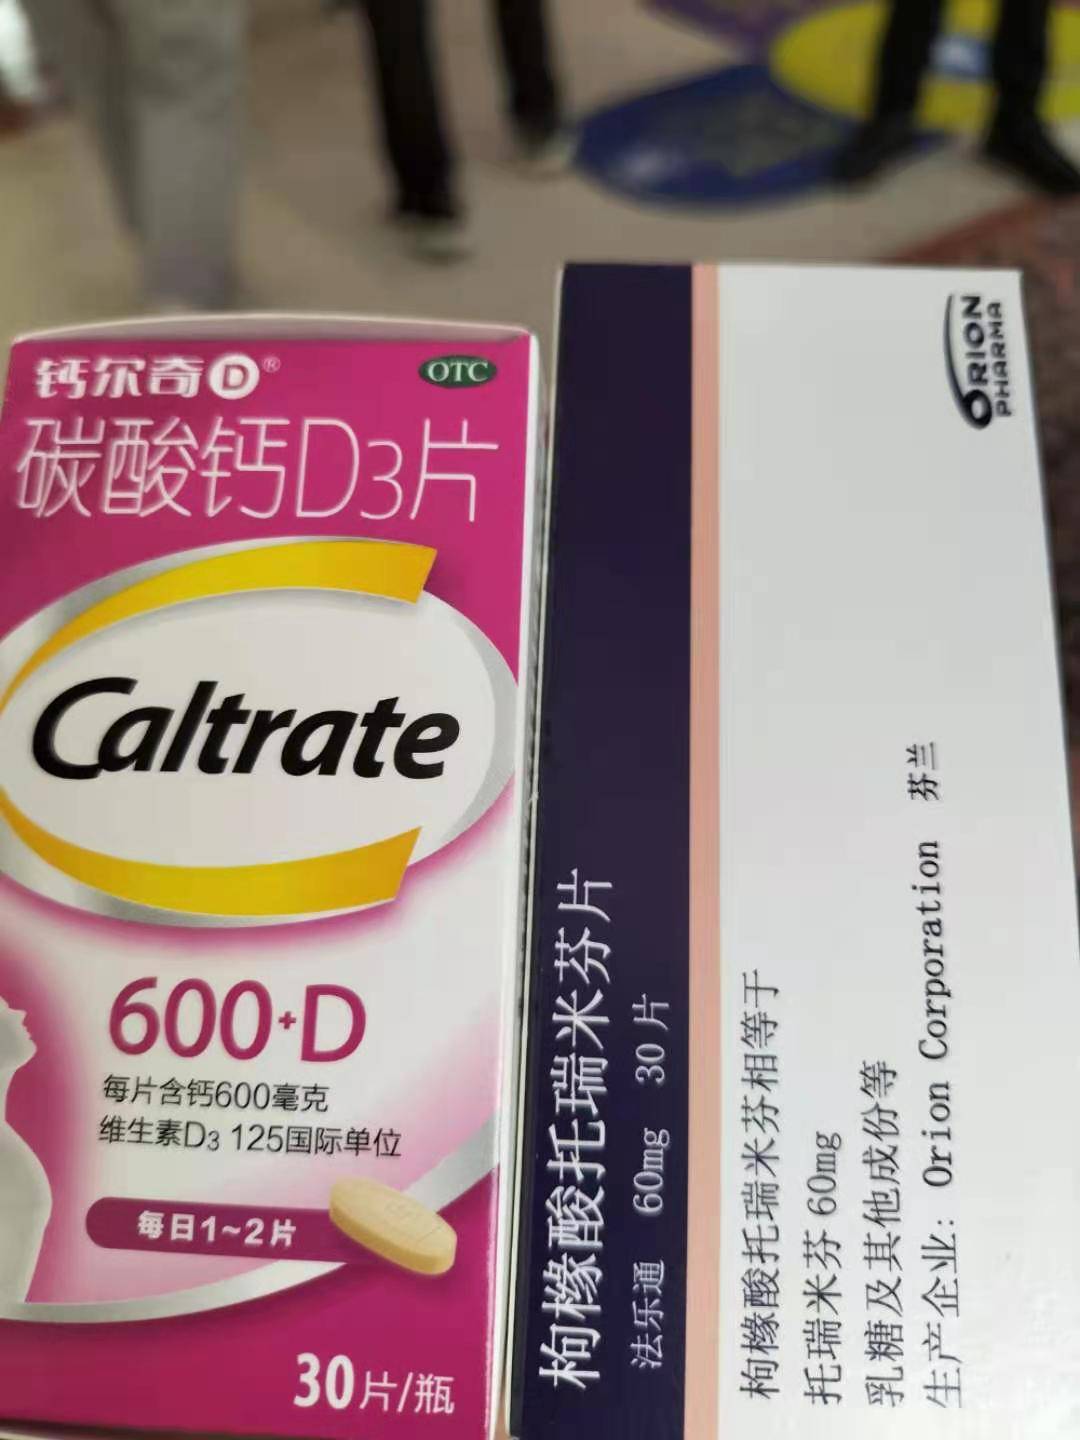 钙尔奇D®
OTC
碳酸钙D3片
Caltrate
600+D
每片含钙600毫克
维生素D3 125国际单位
每日1~2片
30片/瓶
ORION
PHARMA
枸橼酸托瑞米芬片
法乐通 60mg 30片
枸橼酸托瑞米芬相等于
托瑞米芬 60mg
乳糖及其他成份等
生产企业: Orion Corporation 芬兰